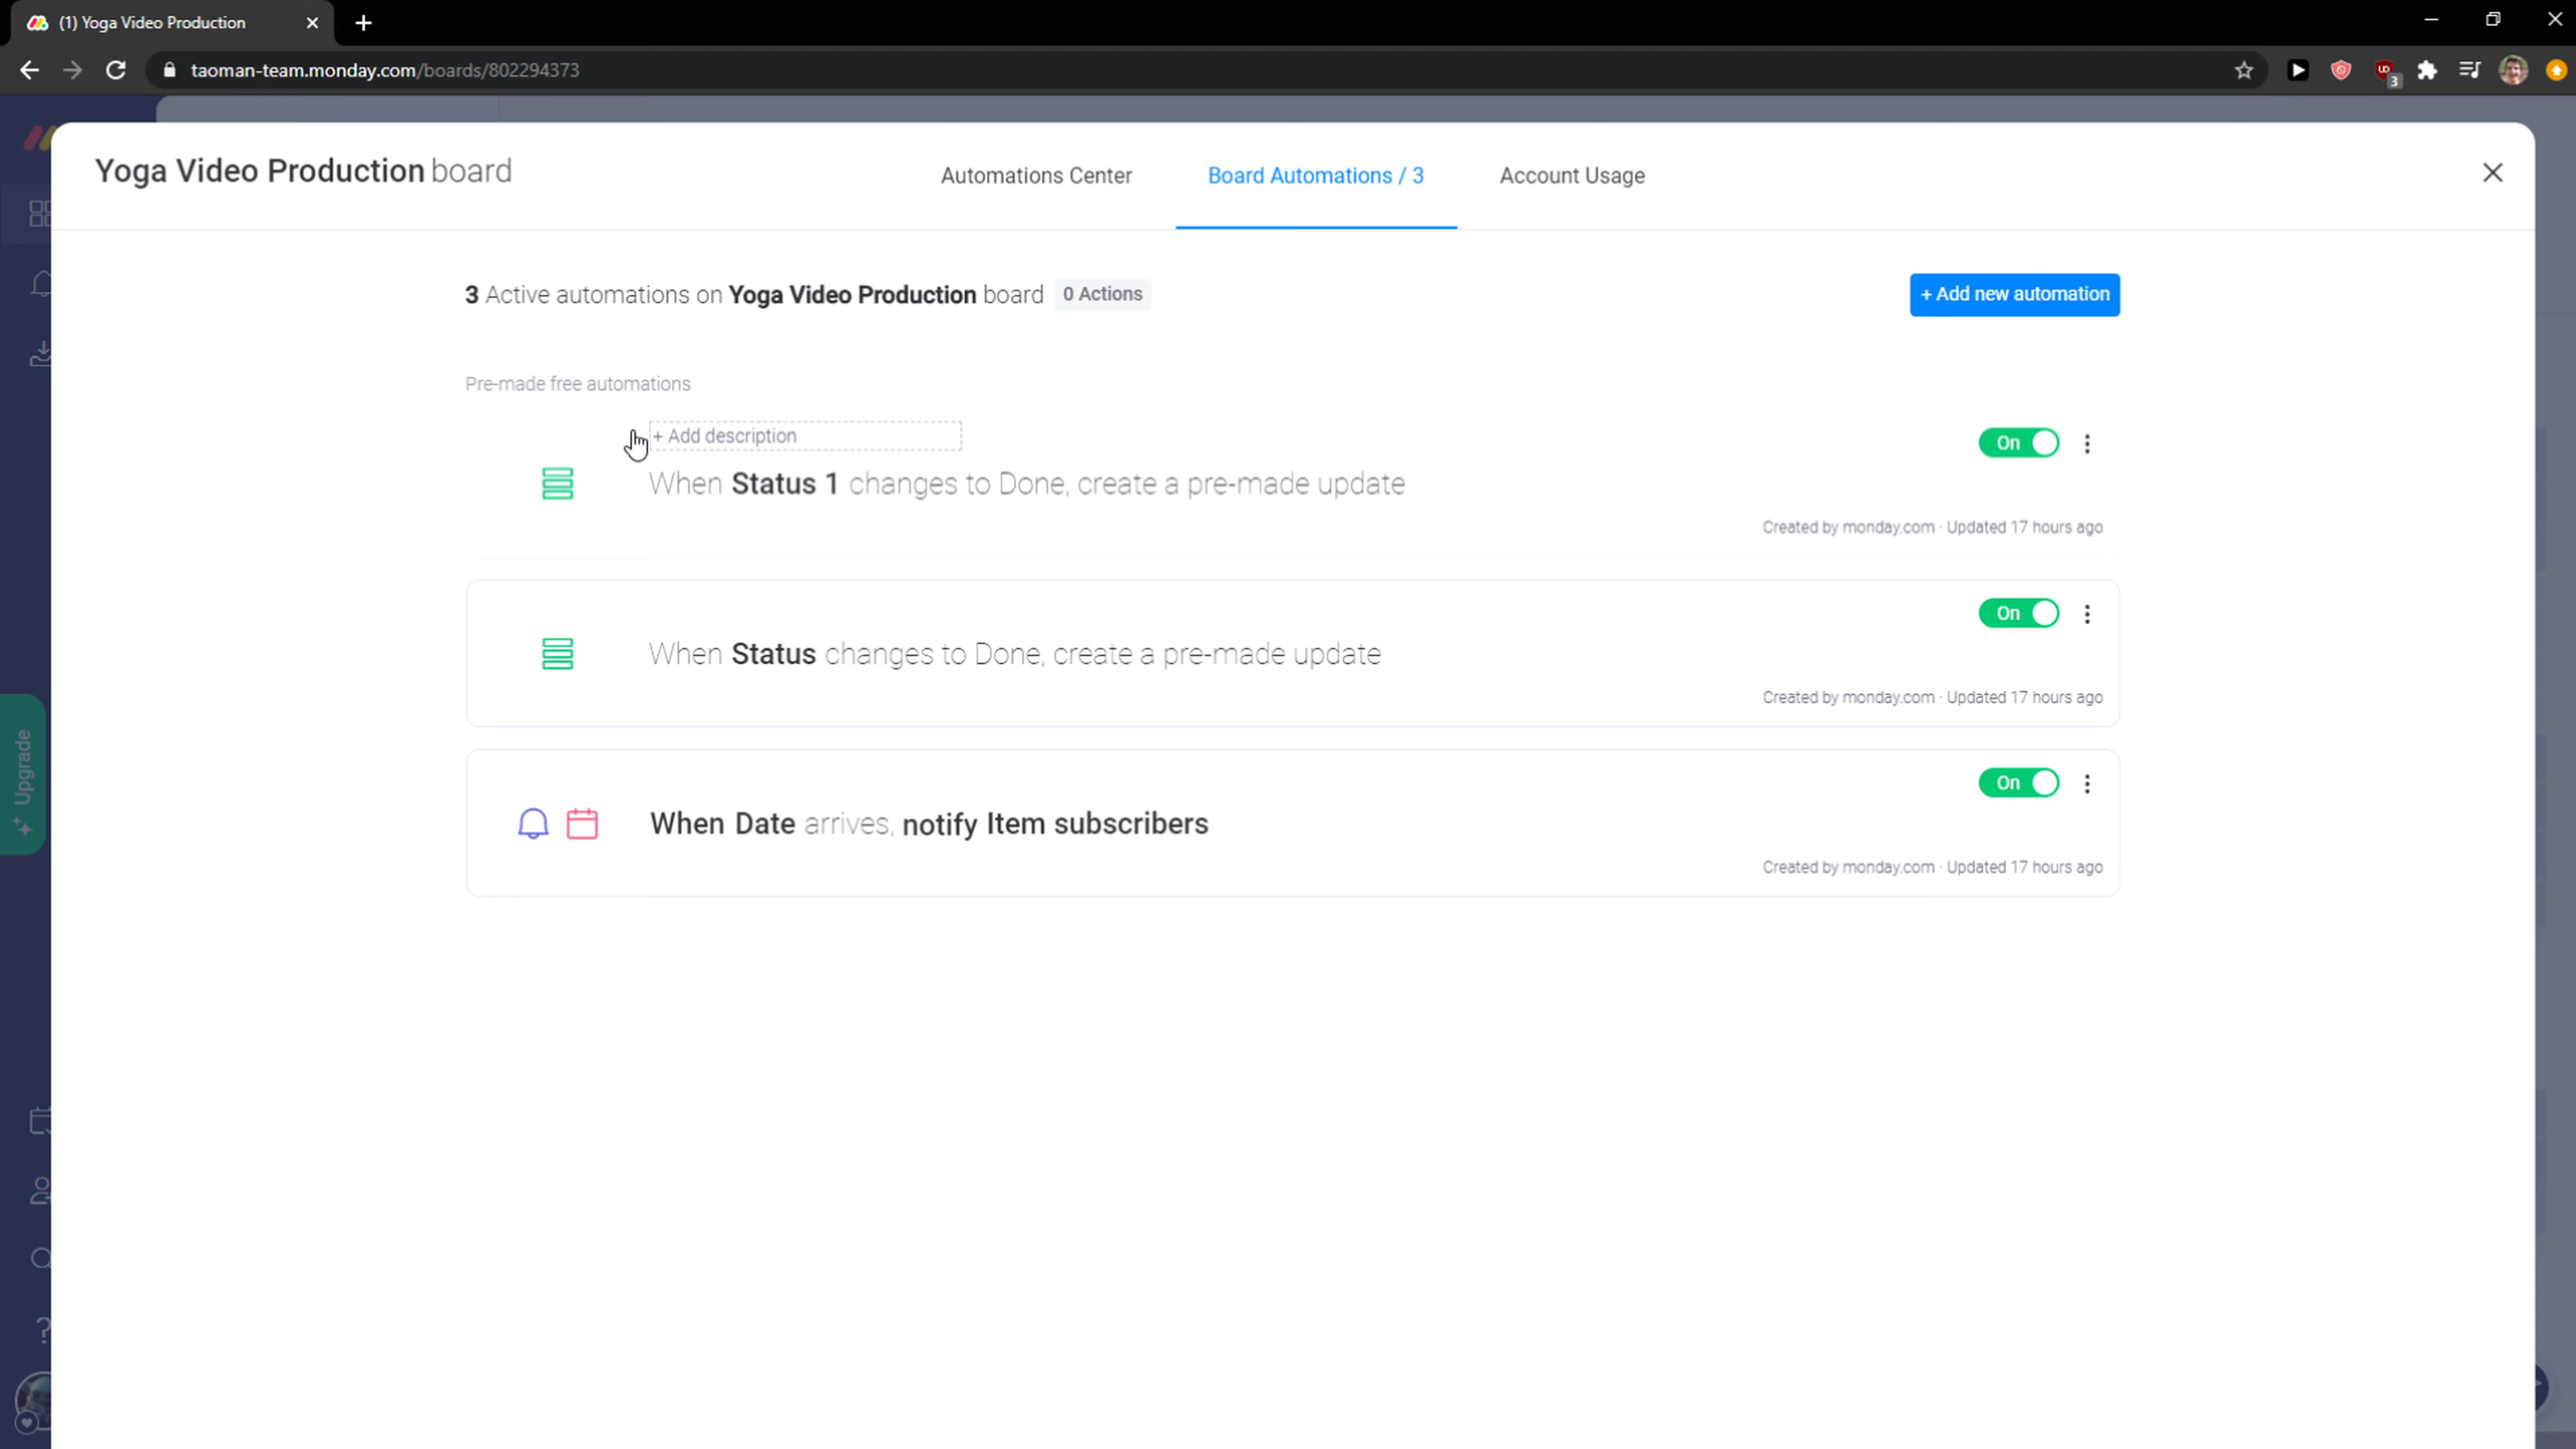 (1) Yoga Video Production
taoman-team.monday.com/boards/802294373
3
Yoga Video Production board
Automations Center
Board Automations / 3
Account Usage
3 Active automations on Yoga Video Production board
0 Actions
+ Add new automation
Pre-made free automations
+ Add description
On
When Status 1 changes to Done, create a pre-made update
Created by monday.com · Updated 17 hours ago
On
When Status changes to Done, create a pre-made update
Created by monday.com · Updated 17 hours ago
Upgrade
On
When Date arrives, notify Item subscribers
Created by monday.com · Updated 17 hours ago